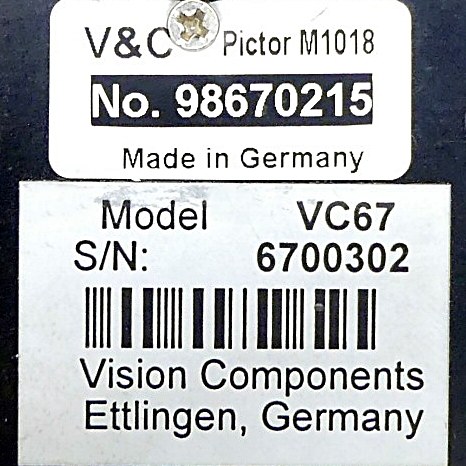 V&C Pictor M1018
No. 98670215
Made in Germany
Model VC67
S/N: 6700302
Vision Components
Ettlingen, Germany